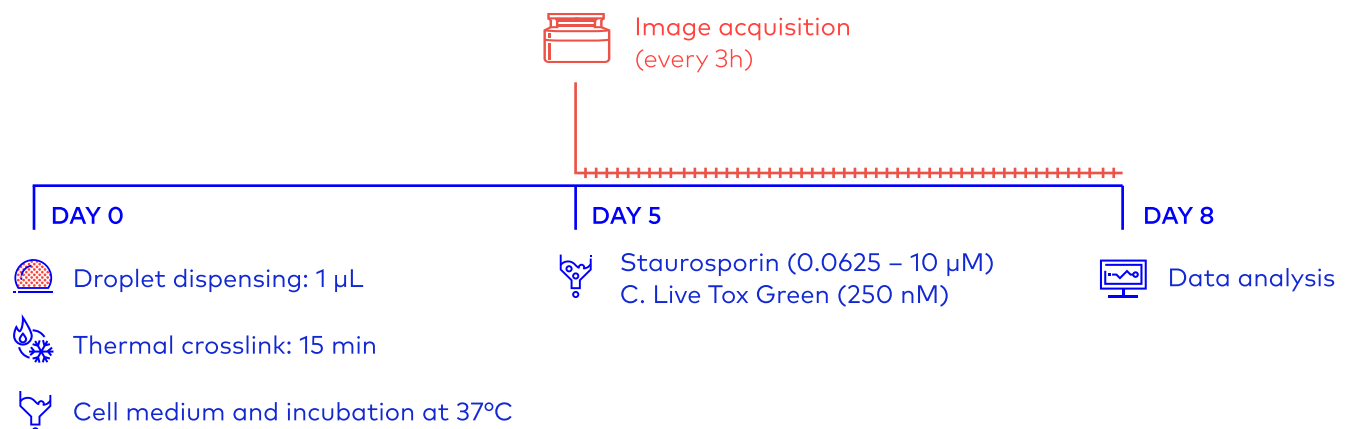 Image acquisition
(every 3h)
DAY 0
DAY 5
DAY 8
Droplet dispensing: 1 µL
Thermal crosslink: 15 min
Cell medium and incubation at 37°C
Staurosporin (0.0625 – 10 µM)
C. Live Tox Green (250 nM)
Data analysis